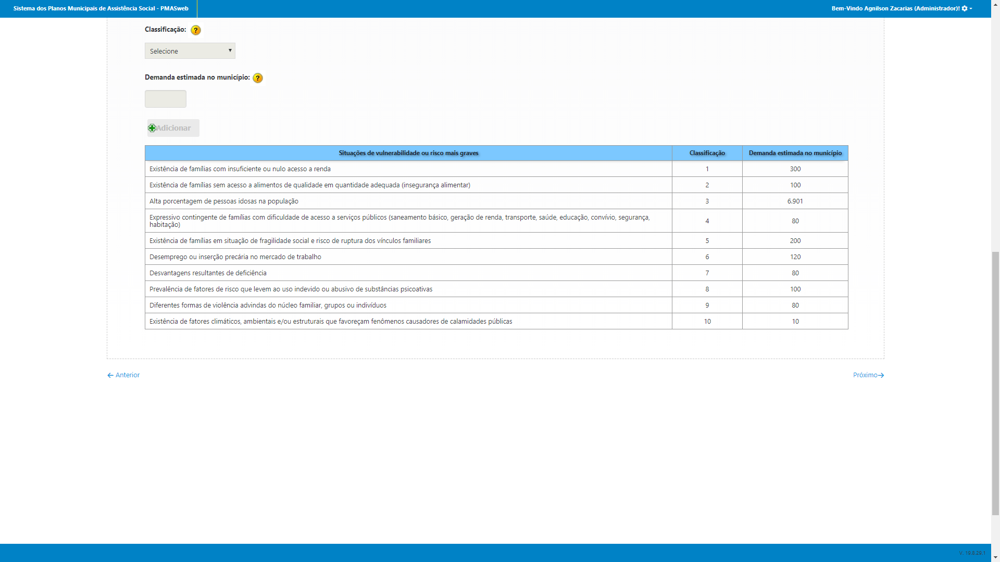 Sistema dos Planos Municipais de Assistência Social - PMASweb
Bem-Vindo Agnilson Zacarias (Administrador)!
Classificação:
Selecione
Demanda estimada no município:
Adicionar
Situações de vulnerabilidade ou risco mais graves Classificação Demanda estimada no município
Existência de famílias com insuficiente ou nulo acesso a renda 1 300
Existência de famílias sem acesso a alimentos de qualidade em quantidade adequada (insegurança alimentar) 2 100
Alta porcentagem de pessoas idosas na população 3 6.901
Expressivo contingente de famílias com dificuldade de acesso a serviços públicos (saneamento básico, geração de renda, transporte, saúde, educação, convívio, segurança,
habitação) 4 80
Existência de famílias em situação de fragilidade social e risco de ruptura dos vínculos familiares 5 200
Desemprego ou inserção precária no mercado de trabalho 6 120
Desvantagens resultantes de deficiência 7 80
Prevalência de fatores de risco que levem ao uso indevido ou abusivo de substâncias psicoativas 8 100
Diferentes formas de violência advindas do núcleo familiar, grupos ou indivíduos 9 80
Existência de fatores climáticos, ambientais e/ou estruturais que favoreçam fenômenos causadores de calamidades públicas 10 10
Anterior
Próximo
V. 19.8.29.1